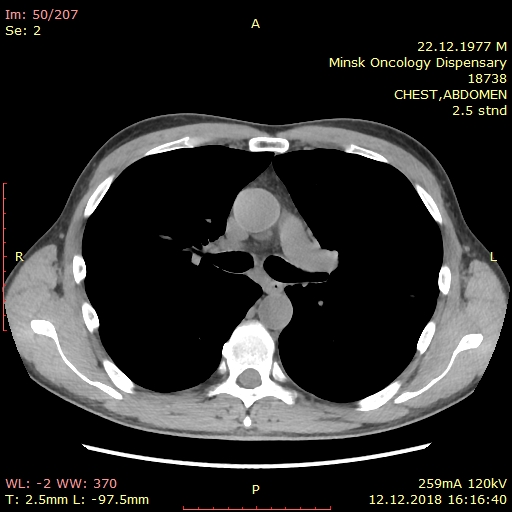 Im: 50/207
Se: 2
A
22.12.1977 M
Minsk Oncology Dispensary
18738
CHEST,ABDOMEN
2.5 stnd
R
L
WL: -2 WW: 370
T: 2.5mm L: -97.5mm
P
259mA 120kV
12.12.2018 16:16:40